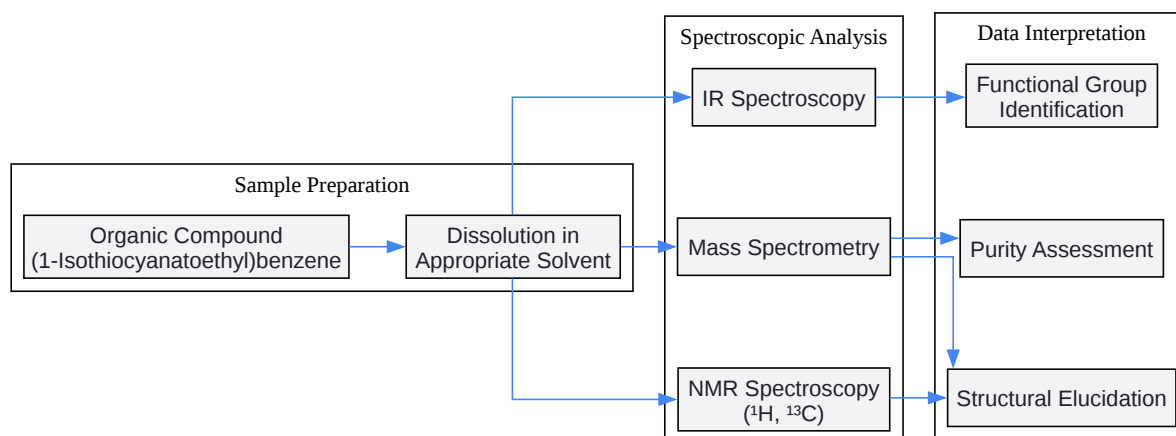 Sample Preparation
Organic Compound
(1-Isothiocyanatoethyl)benzene
Dissolution in
Appropriate Solvent
Spectroscopic Analysis
IR Spectroscopy
Mass Spectrometry
NMR Spectroscopy
(¹H, ¹³C)
Data Interpretation
Functional Group
Identification
Purity Assessment
Structural Elucidation